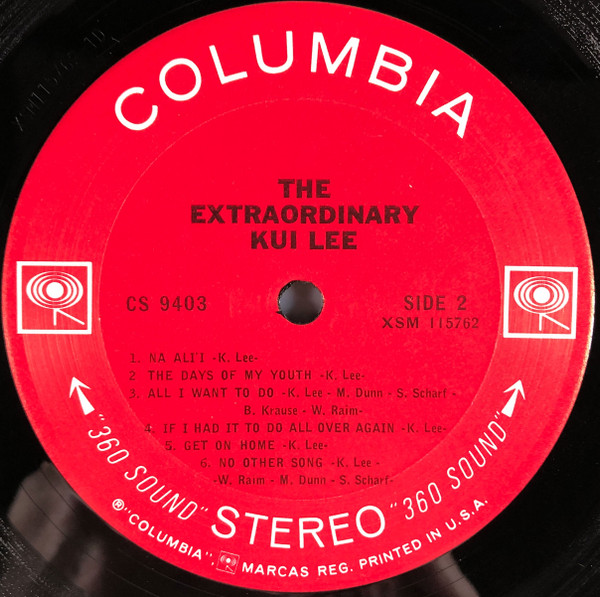 COLUMBIA
THE
EXTRAORDINARY
KUI LEE
CS 9403
SIDE 2
XSM 115762
1. NA ALI'I -K. Lee-
2 THE DAYS OF MY YOUTH -K. Lee-
3. ALL I WANT TO DO -K. Lee - M. Dunn - S. Scharf -
B. Krause - W. Raim-
4. IF I HAD IT TO DO ALL OVER AGAIN -K. Lee-
5. GET ON HOME -K. Lee-
6. NO OTHER SONG -K. Lee -
-W. Raim - M. Dunn - S. Scharf-
"360 SOUND" STEREO "360 SOUND"
®"COLUMBIA", MARCAS REG. PRINTED IN U.S.A.